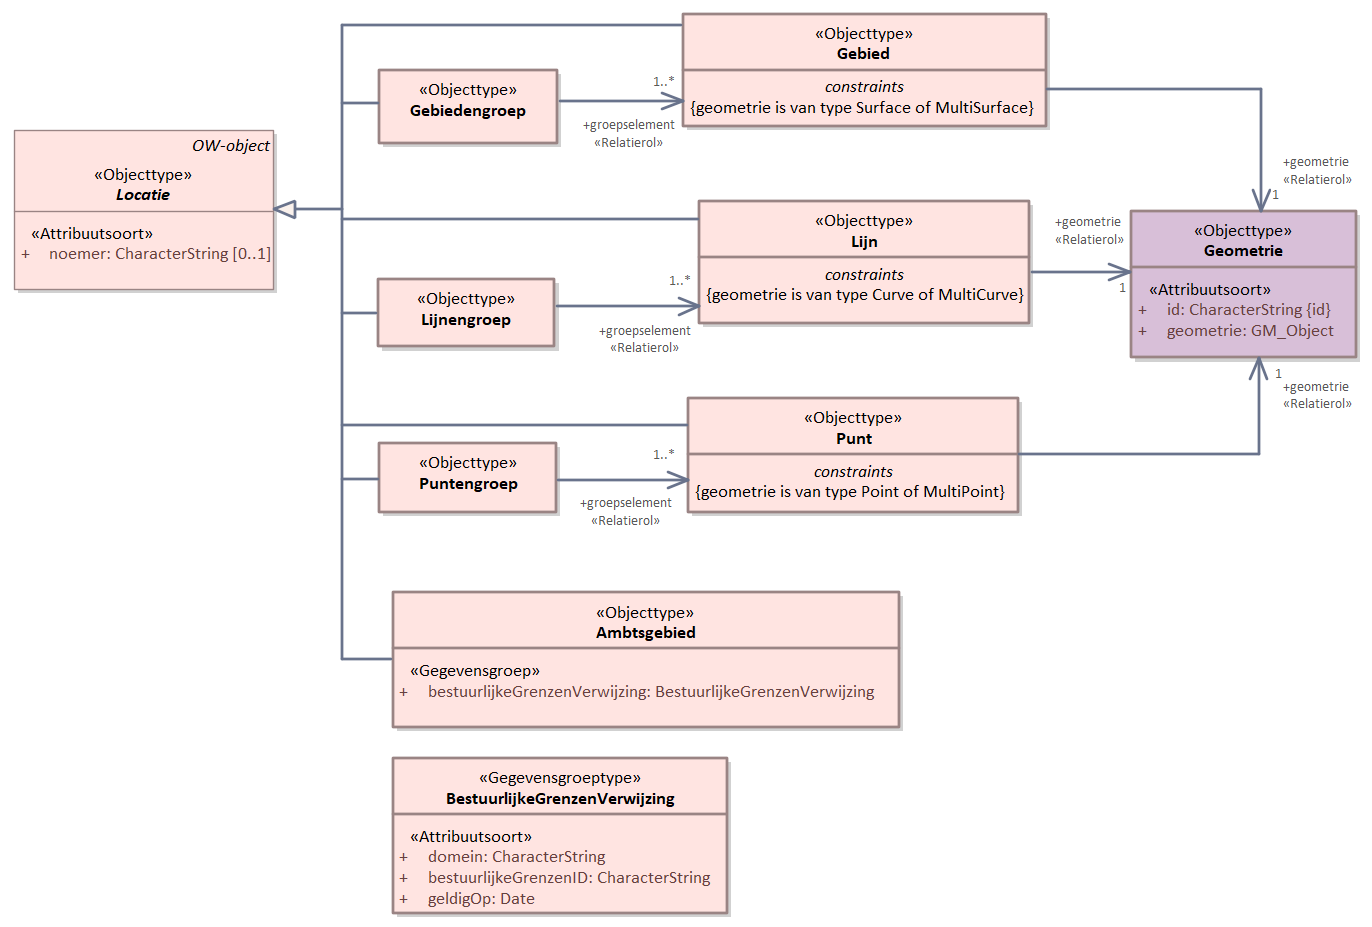 OW-object
«Objecttype»
Locatie
«Attribuutsoort»
+ noemer: CharacterString [0..1]
«Objecttype»
Gebiedengroep
1..*
+groepselement
«Relatierol»
«Objecttype»
Gebied
constraints
{geometrie is van type Surface of MultiSurface}
+geometrie
«Relatierol»
1
«Objecttype»
Lijnengroep
1..*
+groepselement
«Relatierol»
«Objecttype»
Lijn
constraints
{geometrie is van type Curve of MultiCurve}
+geometrie
«Relatierol»
1
«Objecttype»
Geometrie
«Attribuutsoort»
+ id: CharacterString {id}
+ geometrie: GM_Object
1
+geometrie
«Relatierol»
«Objecttype»
Puntengroep
1..*
+groepselement
«Relatierol»
«Objecttype»
Punt
constraints
{geometrie is van type Point of MultiPoint}
«Objecttype»
Ambtsgebied
«Gegevensgroep»
+ bestuurlijkeGrenzenVerwijzing: BestuurlijkeGrenzenVerwijzing
«Gegevensgroeptype»
BestuurlijkeGrenzenVerwijzing
«Attribuutsoort»
+ domein: CharacterString
+ bestuurlijkeGrenzenID: CharacterString
+ geldigOp: Date